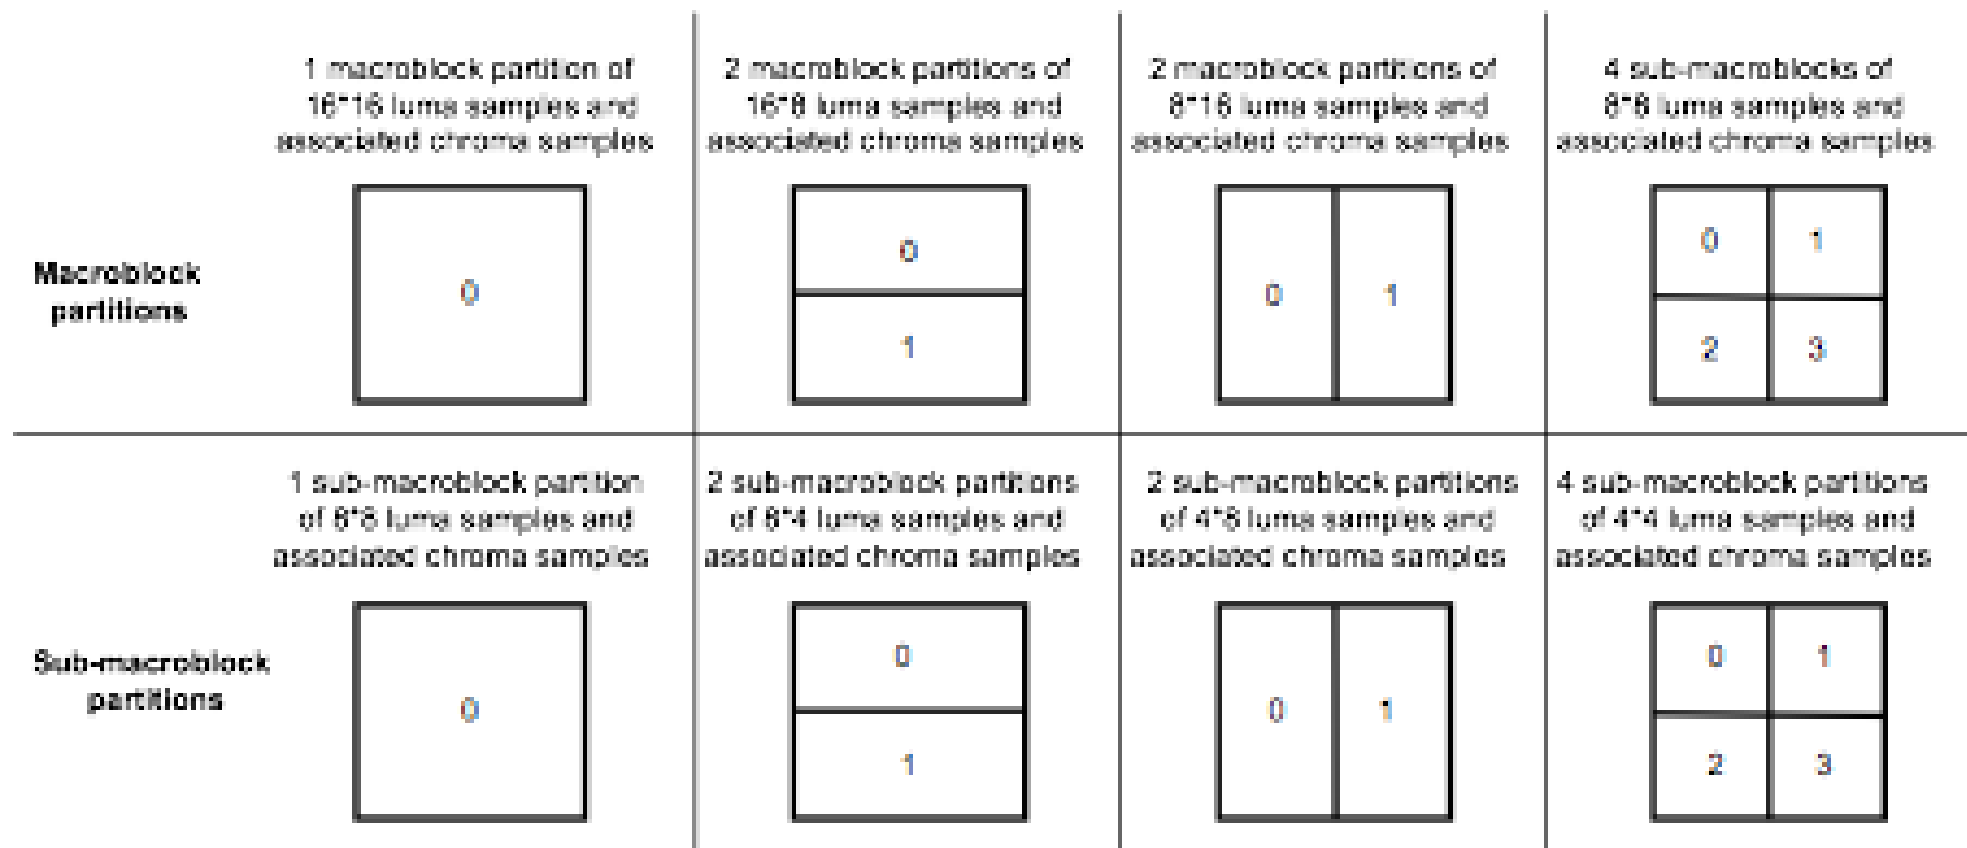 1 macroblock partition of
16*16 luma samples and
associated chroma samples
2 macroblock partitions of
16*8 luma samples and
associated chroma samples
2 macroblock partitions of
8*16 luma samples and
associated chroma samples
4 sub-macroblocks of
8*8 luma samples and
associated chroma samples
Macroblock
partitions
0
0
1
0 1
0 1
2 3
1 sub-macroblock partition
of 8*8 luma samples and
associated chroma samples
2 sub-macroblock partitions
of 8*4 luma samples and
associated chroma samples
2 sub-macroblock partitions
of 4*8 luma samples and
associated chroma samples
4 sub-macroblock partitions
of 4*4 luma samples and
associated chroma samples
Sub-macroblock
partitions
0
0
1
0 1
0 1
2 3